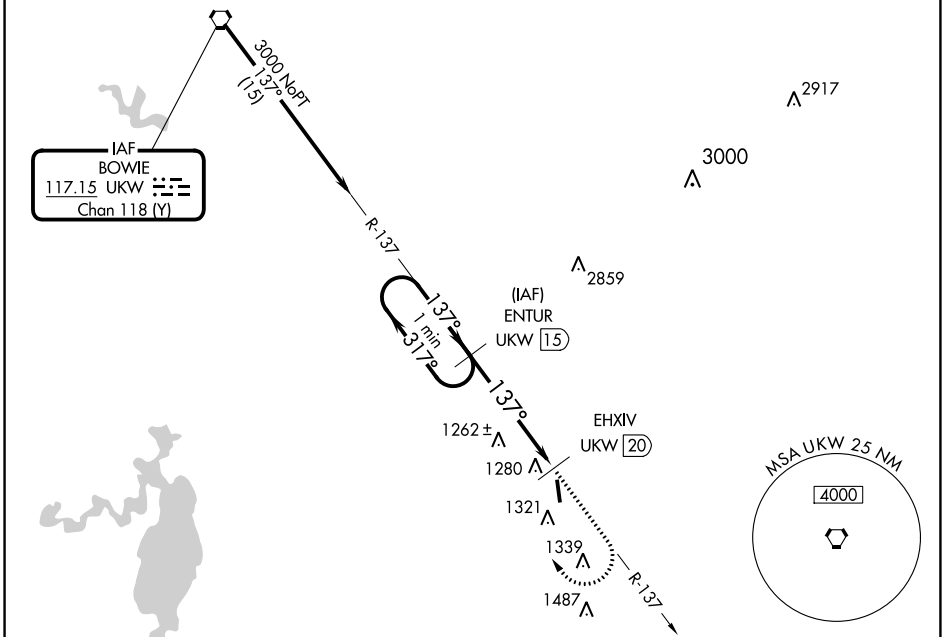 3000 NoPT
137°
(15)
2917
3000
IAF
BOWIE
117.15 UKW
Chan 118 (Y)
R-137
2859
(IAF)
ENTUR
UKW 15
137°
1 min
317°
137°
EHXIV
UKW 20
1262 ±
1280
1321
1339
1487
R-137
MSA UKW 25 NM
4000